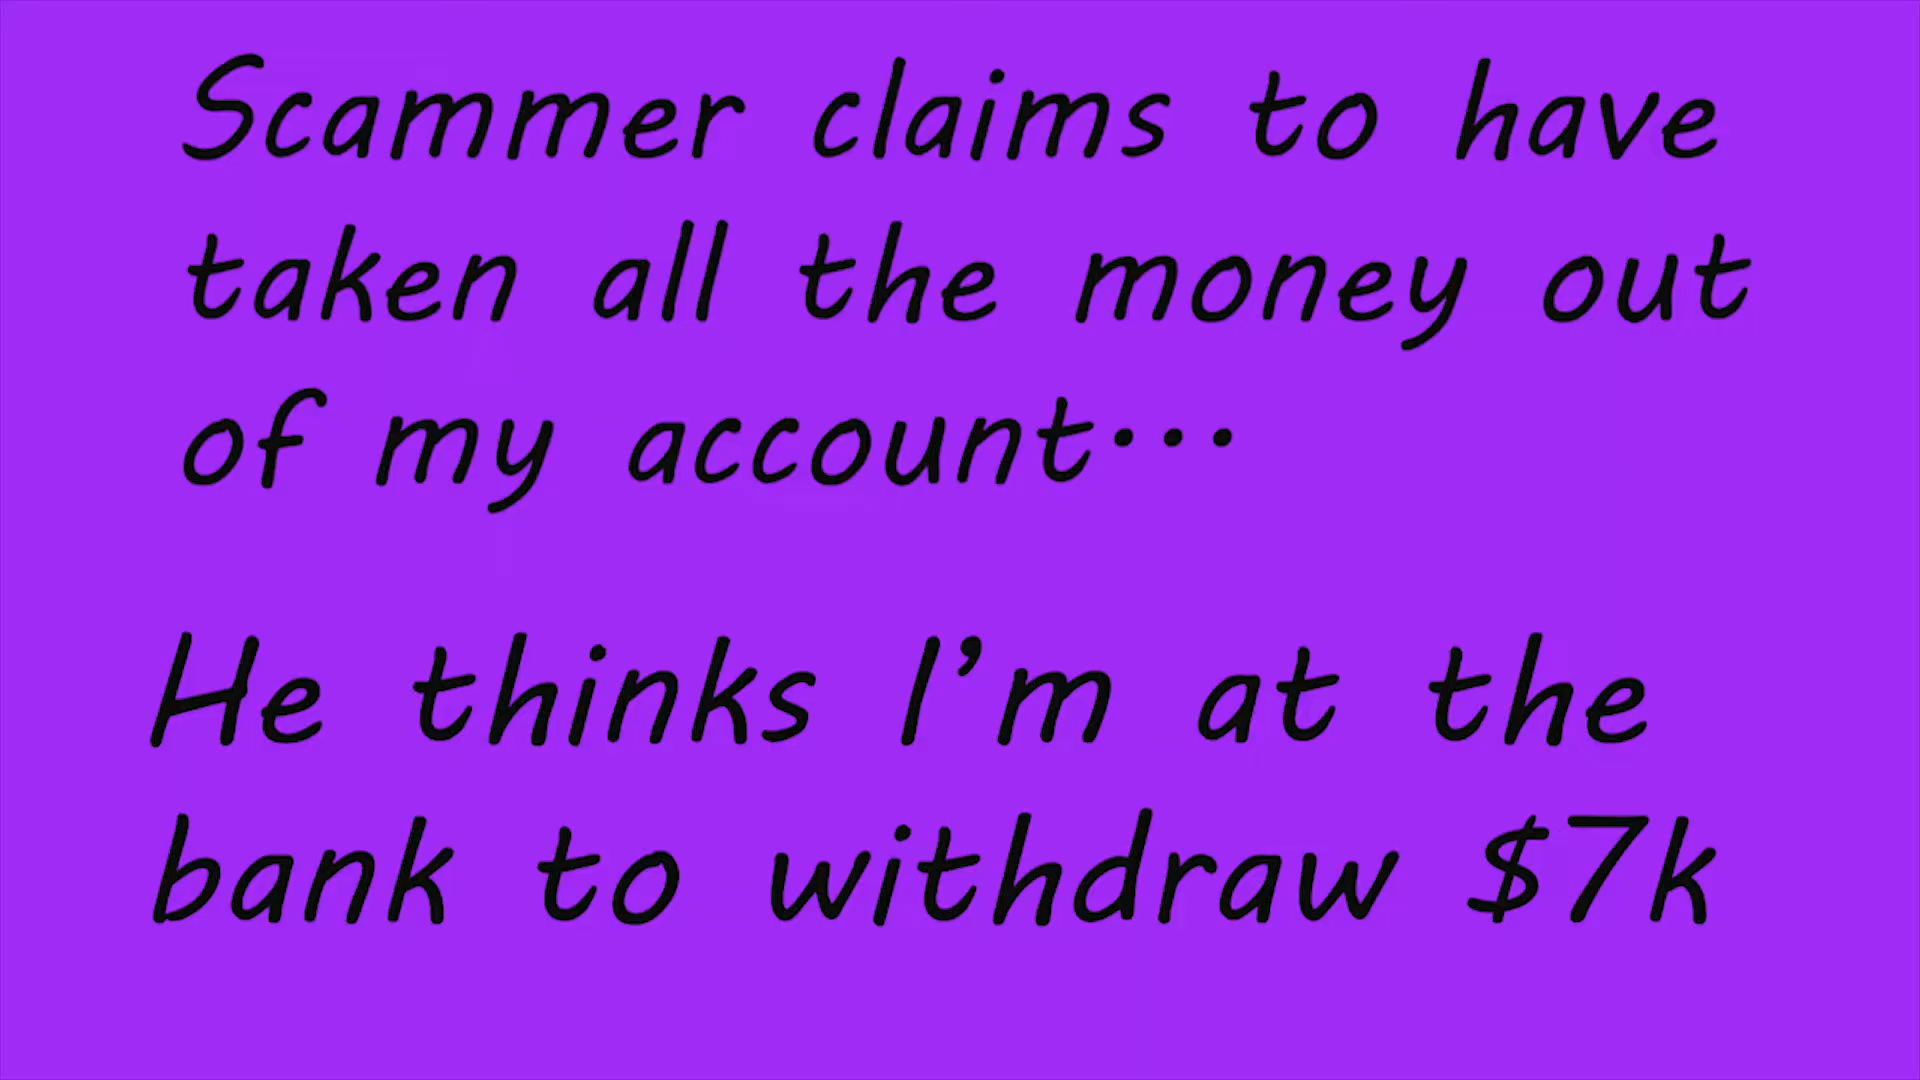 Scammer claims to have
taken all the money out
of my account…
He thinks I’m at the
bank to withdraw $7k